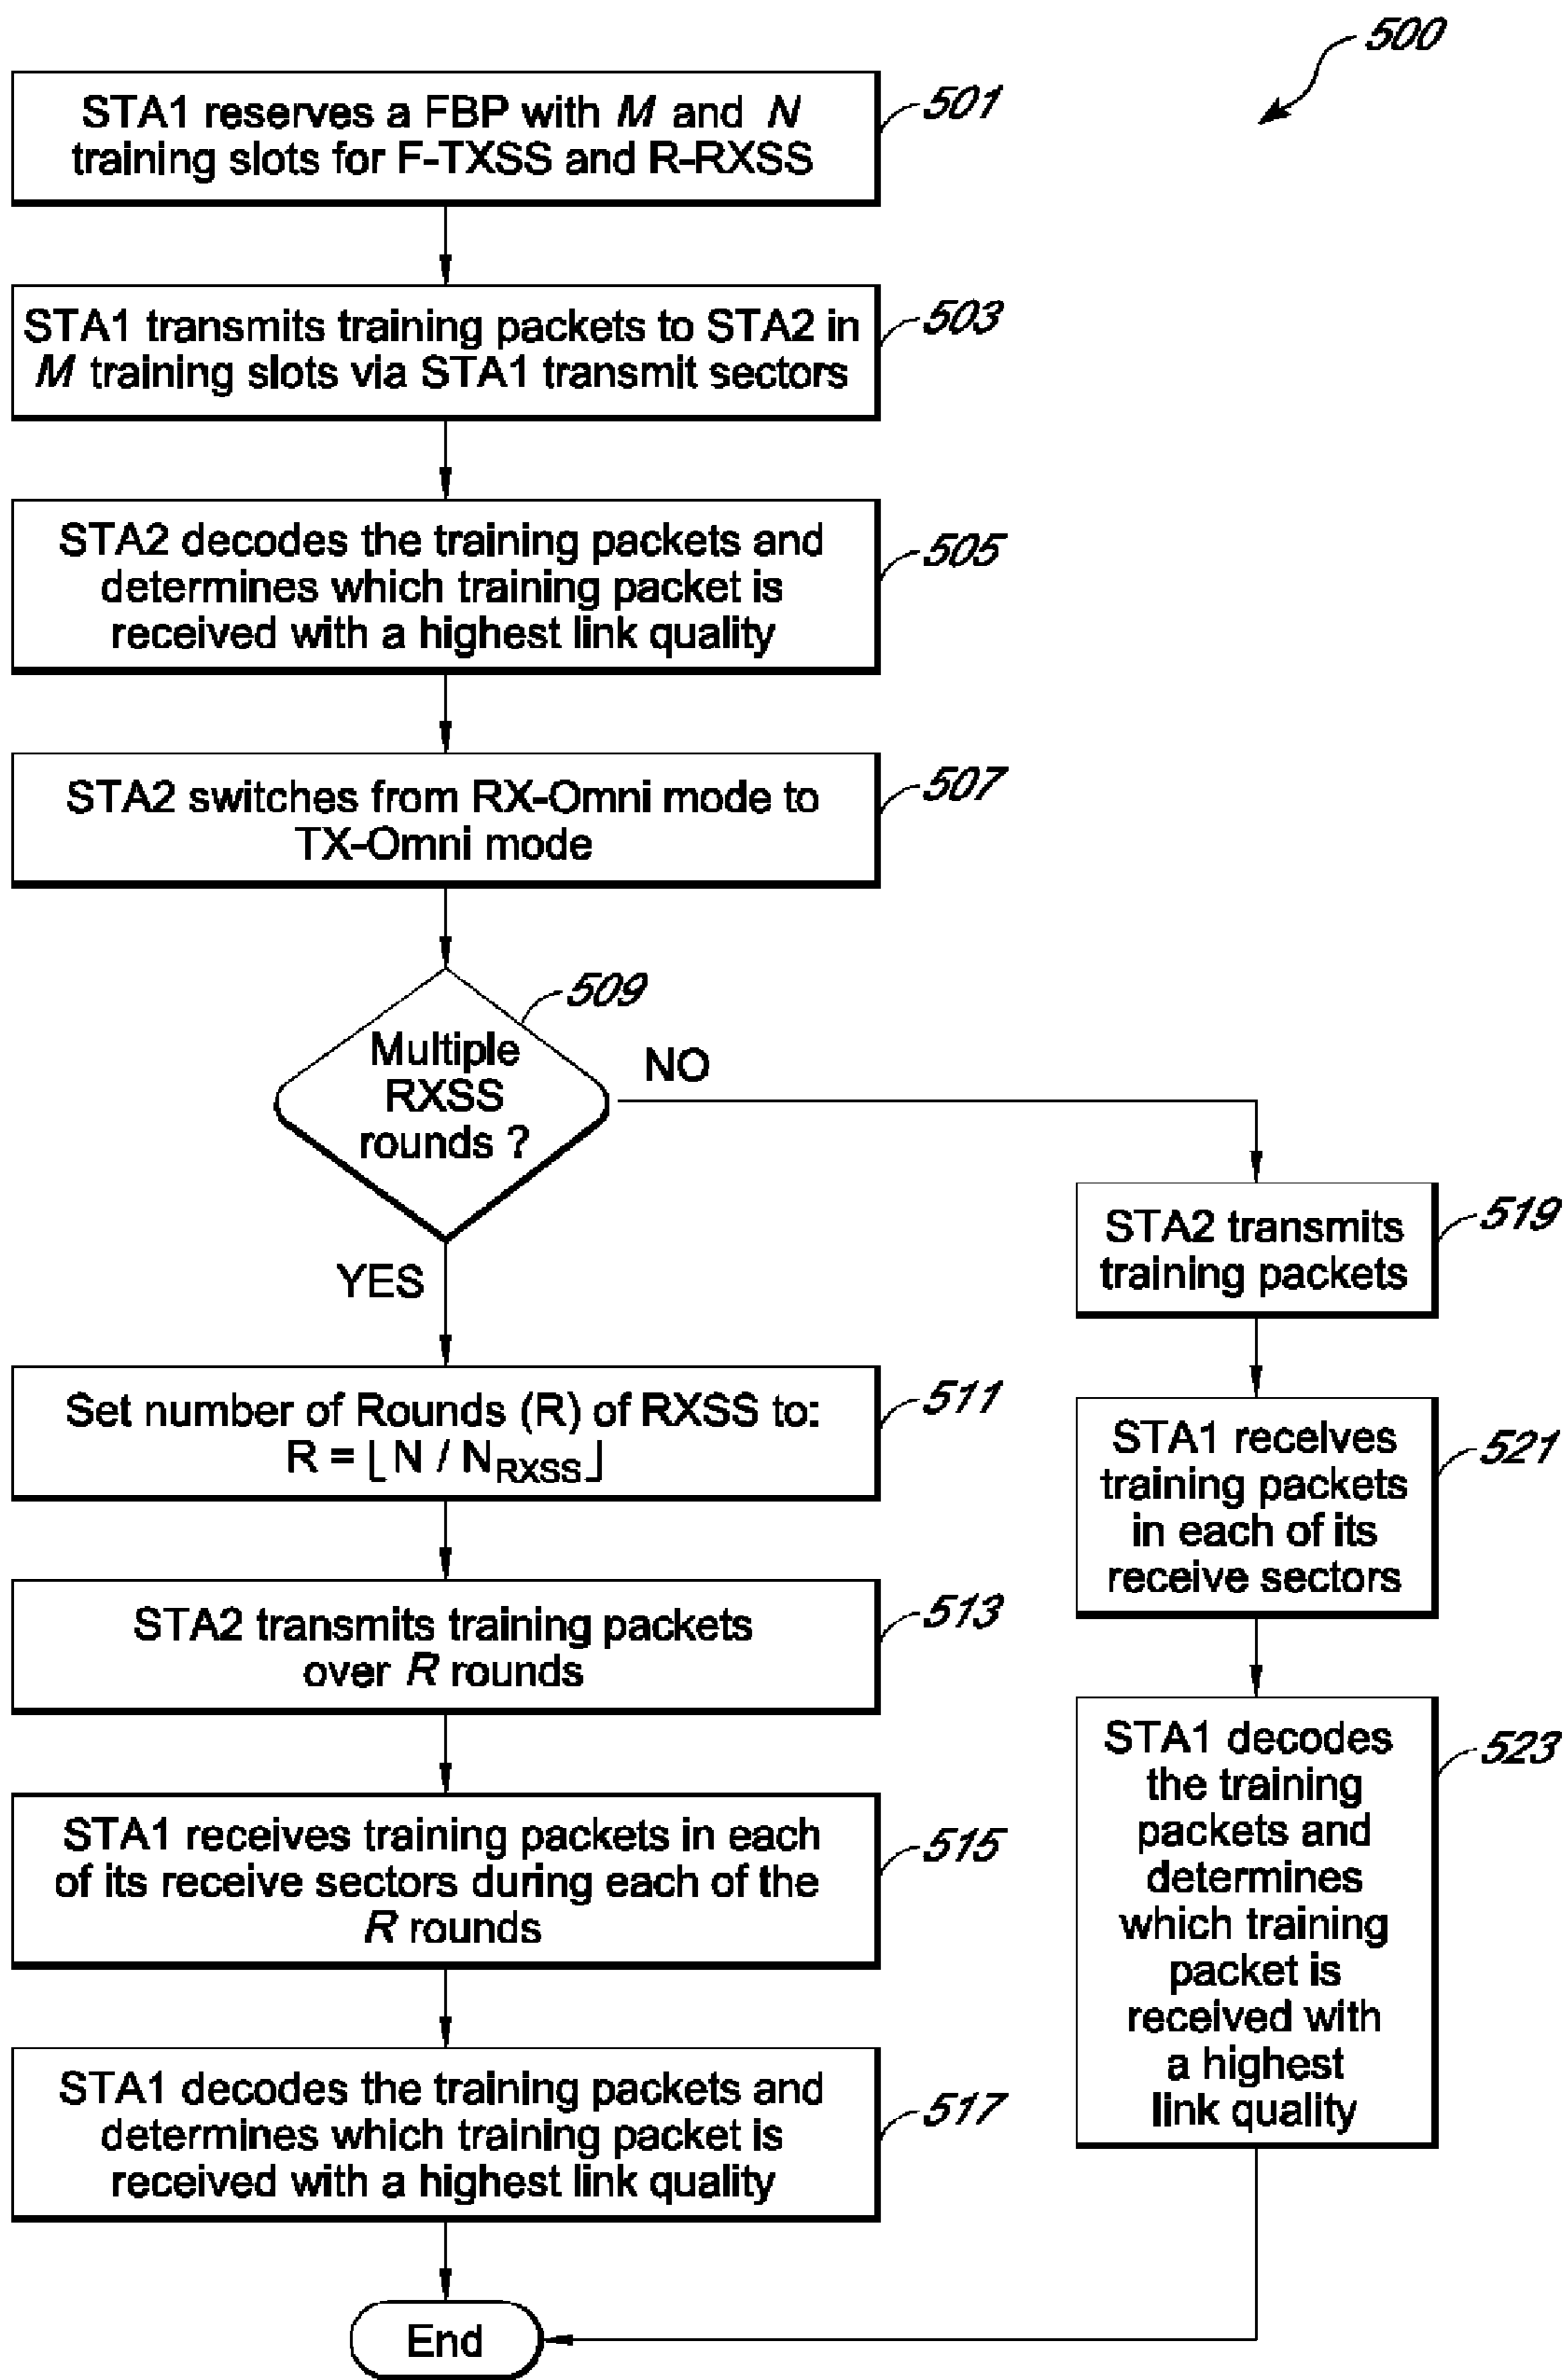 500
STA1 reserves a FBP with M and N
training slots for F-TXSS and R-RXSS
501
STA1 transmits training packets to STA2 in
M training slots via STA1 transmit sectors
503
STA2 decodes the training packets and
determines which training packet is
received with a highest link quality
505
STA2 switches from RX-Omni mode to
TX-Omni mode
507
Multiple
RXSS
rounds ?
509
NO
YES
Set number of Rounds (R) of RXSS to:
R = ⌊ N / N_RXSS ⌋
511
STA2 transmits training packets
over R rounds
513
STA1 receives training packets in each
of its receive sectors during each of the
R rounds
515
STA1 decodes the training packets and
determines which training packet is
received with a highest link quality
517
STA2 transmits
training packets
519
STA1 receives
training packets
in each of its
receive sectors
521
STA1 decodes
the training
packets and
determines
which training
packet is
received with
a highest
link quality
523
End